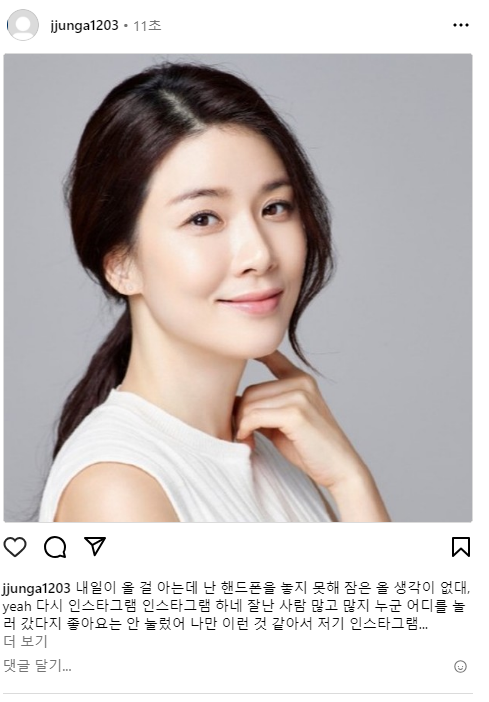 jjunga1203 • 11초
jjunga1203 내일이 올 걸 아는데 난 핸드폰을 놓지 못해 잠은 올 생각이 없대,
yeah 다시 인스타그램 인스타그램 하네 잘난 사람 많고 많지 누군 어디를 놀
러 갔다지 좋아요는 안 눌렀어 나만 이런 것 같아서 저기 인스타그램...
더 보기
댓글 달기...